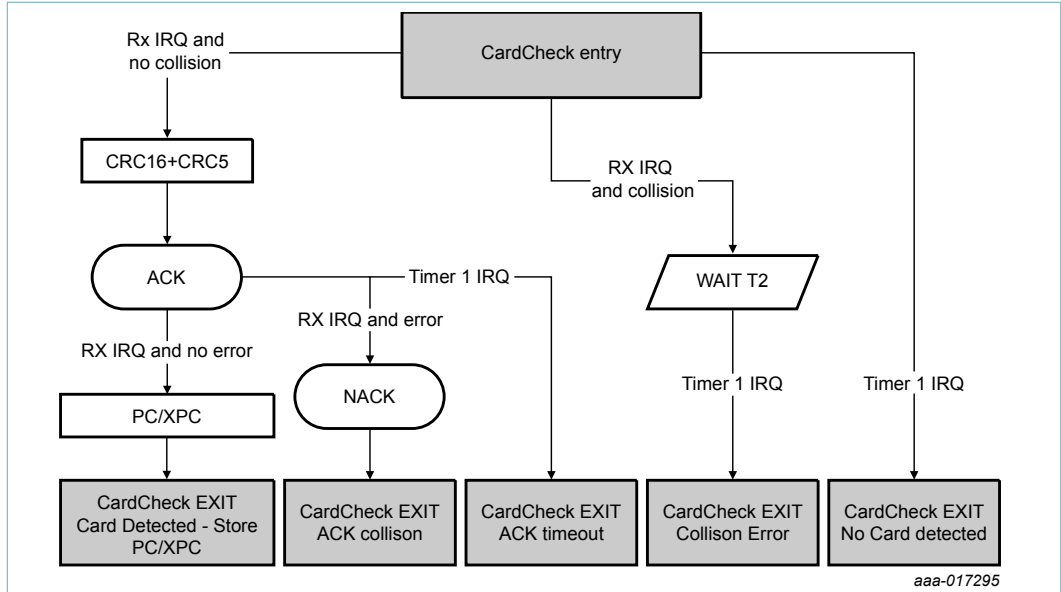 Rx IRQ and
no collision
CardCheck entry
CRC16+CRC5
RX IRQ
and collision
ACK
Timer 1 IRQ
WAIT T2
RX IRQ and error
RX IRQ and no error
NACK
Timer 1 IRQ
Timer 1 IRQ
PC/XPC
CardCheck EXIT
Card Detected - Store
PC/XPC
CardCheck EXIT
ACK collison
CardCheck EXIT
ACK timeout
CardCheck EXIT
Collison Error
CardCheck EXIT
No Card detected
aaa-017295